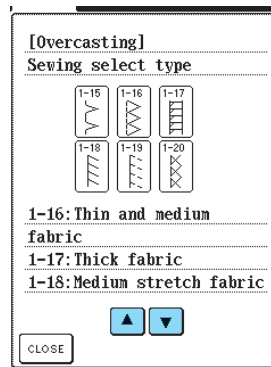 [Overcasting]
Sewing select type
1-15 1-16 1-17
1-18 1-19 1-20
1-16:Thin and medium
fabric
1-17:Thick fabric
1-18:Medium stretch fabric
CLOSE